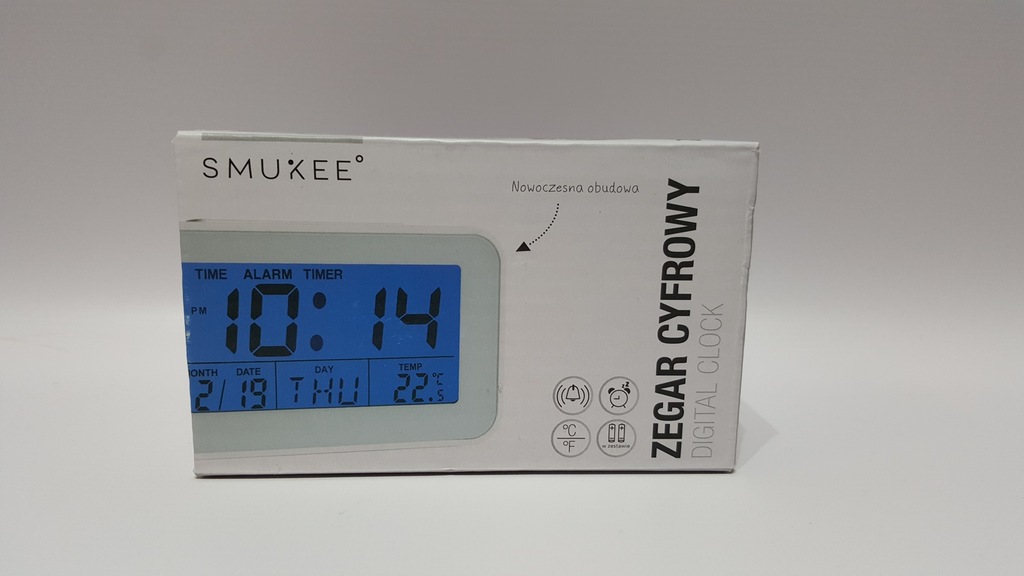 SMUKEE°
Nowoczesna obudowa
TIME ALARM TIMER
PM
10:14
ONTH DATE DAY TEMP
2/19 THU 22.5 °C
°C
°F
w zestawie
ZEGAR CYFROWY
DIGITAL CLOCK